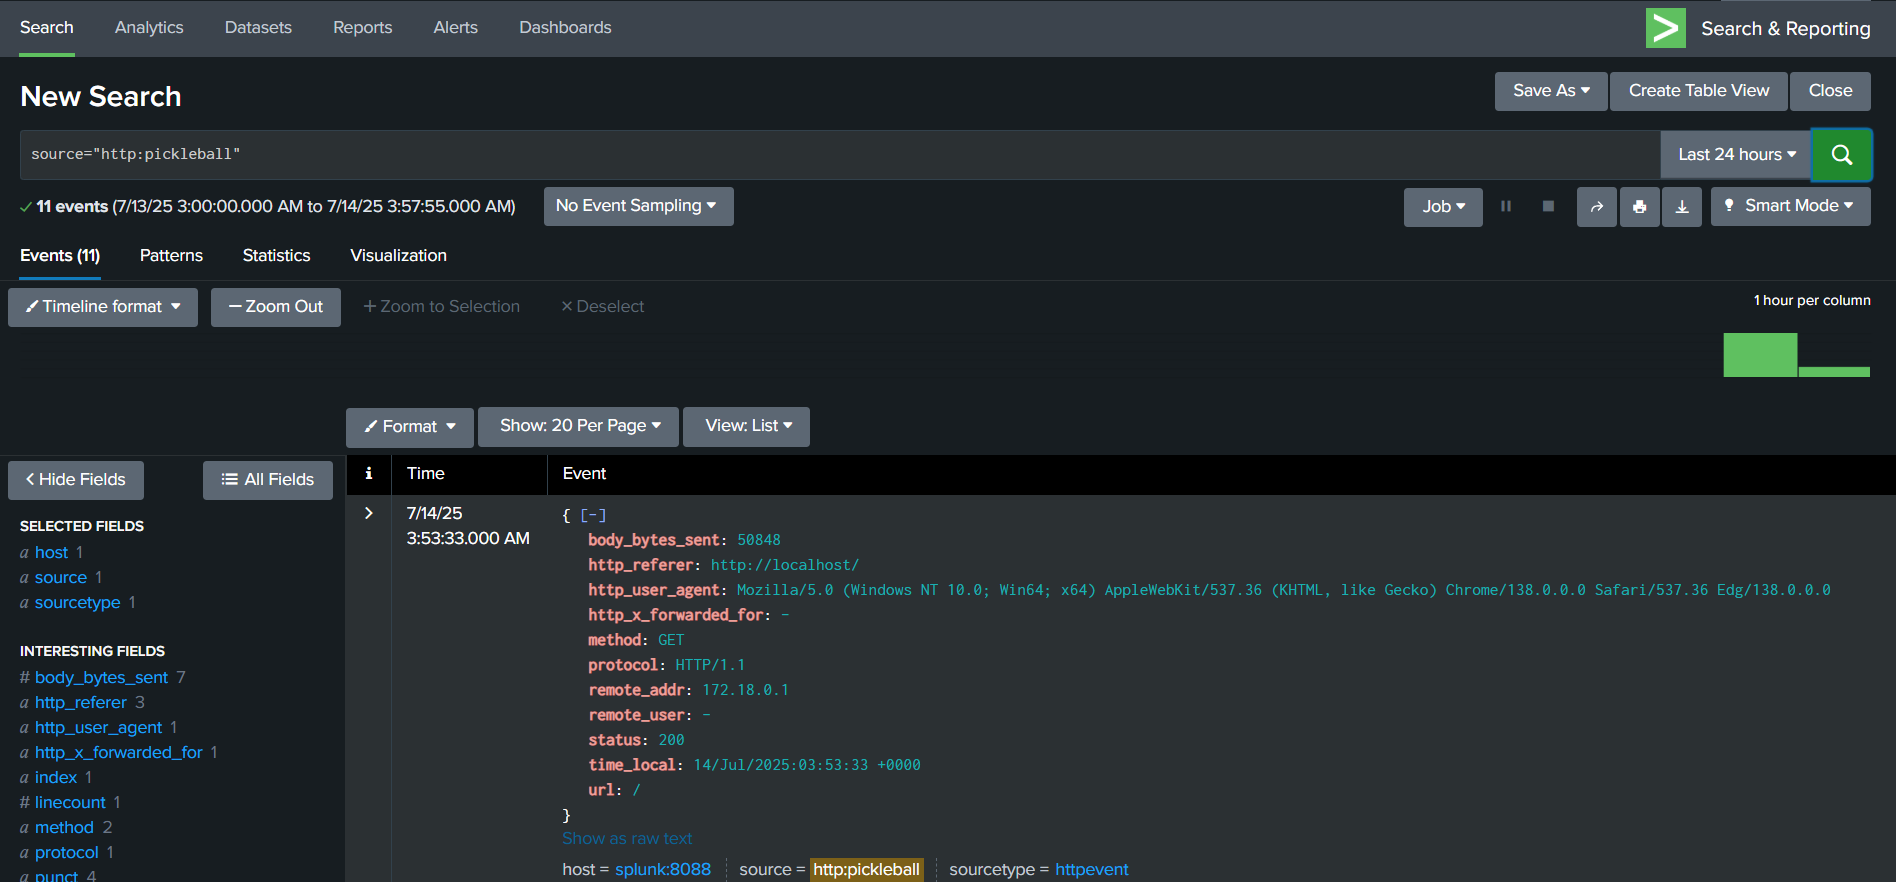 Search Analytics Datasets Reports Alerts Dashboards Search & Reporting
New Search Save As Create Table View Close
source="http:pickleball" Last 24 hours
11 events (7/13/25 3:00:00.000 AM to 7/14/25 3:57:55.000 AM) No Event Sampling Job Smart Mode
Events (11) Patterns Statistics Visualization
Timeline format — Zoom Out + Zoom to Selection × Deselect 1 hour per column
Format Show: 20 Per Page View: List
< Hide Fields All Fields
i Time Event
SELECTED FIELDS
a host 1
a source 1
a sourcetype 1
INTERESTING FIELDS
# body_bytes_sent 7
a http_referer 3
a http_user_agent 1
a http_x_forwarded_for 1
a index 1
# linecount 1
a method 2
a protocol 1
a punct 4
> 7/14/25
3:53:33.000 AM
{ [-]
body_bytes_sent: 50848
http_referer: http://localhost/
http_user_agent: Mozilla/5.0 (Windows NT 10.0; Win64; x64) AppleWebKit/537.36 (KHTML, like Gecko) Chrome/138.0.0.0 Safari/537.36 Edg/138.0.0.0
http_x_forwarded_for: -
method: GET
protocol: HTTP/1.1
remote_addr: 172.18.0.1
remote_user: -
status: 200
time_local: 14/Jul/2025:03:53:33 +0000
url: /
}
Show as raw text
host = splunk:8088 source = http:pickleball sourcetype = httpevent